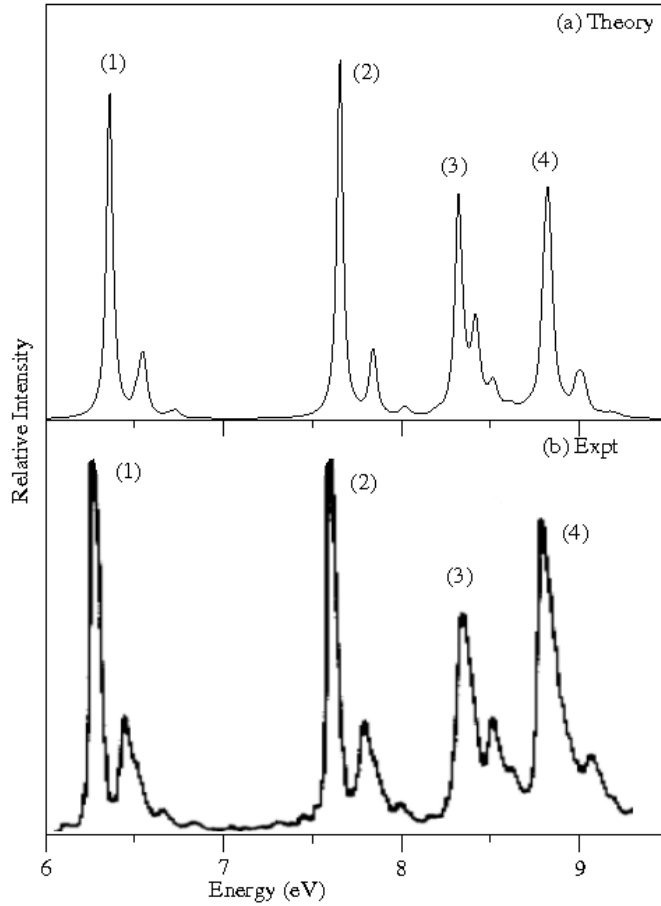 (a) Theory
(1)
(2)
(3)
(4)
Relative Intensity
(b) Expt
(1)
(2)
(3)
(4)
6 7 8 9
Energy (eV)